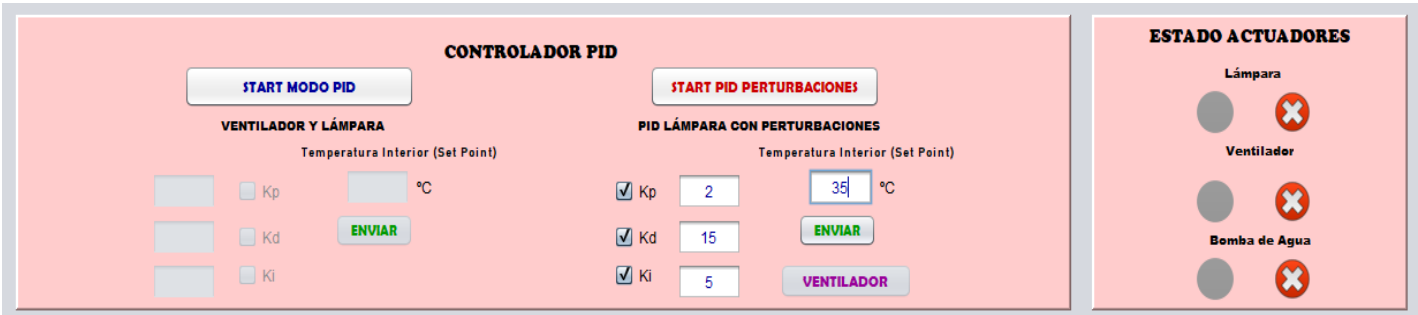 CONTROLADOR PID
START MODO PID
START PID PERTURBACIONES
VENTILADOR Y LÁMPARA
PID LÁMPARA CON PERTURBACIONES
Temperatura Interior (Set Point)
Temperatura Interior (Set Point)
Kp
ºC
Kp 2
35 ºC
Kd
ENVIAR
Kd 15
ENVIAR
Ki
Ki 5
VENTILADOR
ESTADO ACTUADORES
Lámpara
Ventilador
Bomba de Agua